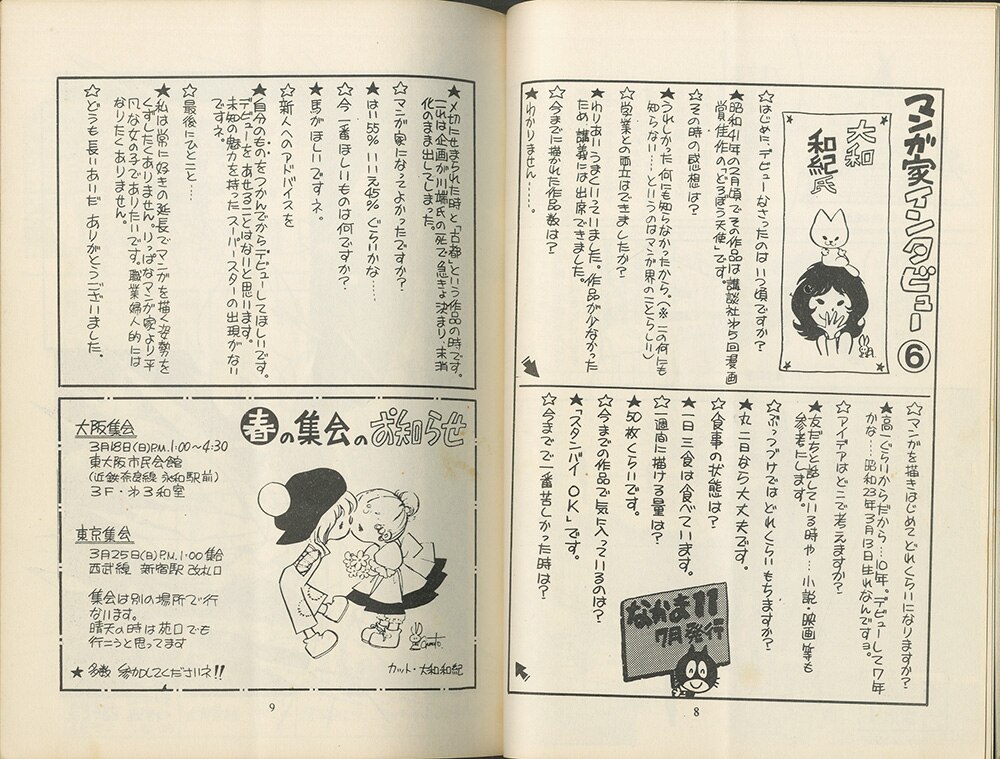 マンガ家インタビュー⑥
大和
和紀氏
☆はじめに、デビューなさったのはいつ頃ですか?
★昭和41年の2月頃でその作品は講談社第5回漫画
賞佳作の「どろぼう天使」です。
☆その時の感想は?
★うれしかった。何にも知らなかったから。(※この何にも
知らない…というのはマンガ界のことらしい)
☆学業との両立はできましたか?
★わりあいうまくいっていました。作品が少なかった
ため、講義には出席できました。
☆今までに描かれた作品数は?
★わかりません……。
☆マンガを描きはじめてどれくらいになりますか?
★高一ぐらいからだから…10年。デビューして7年
かな……昭和23年3月13日生れなんですョ。
☆アイデアはどこで考えますか?
★友だちと話している時や…小説・映画等も
参考にします。
☆ぶっつづけではどれくらいもちますか?
★丸二日なら大丈夫です。
☆食事の状態は?
★一日三食は食べています。
☆一週間に描ける量は?
★50枚くらいです。
☆今までの作品で気に入っているのは?
★「スタンバイOK」です。
☆今までで一番苦しかった時は?
なかま11
7月発行
8
★〆切にせまられた時と「古都」という作品の時です。
これは企画が川端氏の死で急きょ決まり、未消
化のまま出してしまった。
☆マンガ家になってよかったですか?
★はい55% いいえ45%ぐらいかな……
☆今一番ほしいものは何ですか?
★馬がほしいですネ。
☆新人へのアドバイスを
★自分のものをつかんでからデビューしてほしいです。
デビューをあせることはないと思います。
未知の魅力を持ったスーパースターの出現がないで
すネ。
☆最後にひとこと…
★私は常に好きの延長でマンガを描く姿勢を
くずしたくありません。りっぱなマンガ家より平
凡な女の子でありたいです。職業婦人的には
なりたくありません。
☆どうも長いあいだ ありがとうございました。
春の集会のお知らせ
大阪集会
3月18日(日)P.M.1:00~4:30
東大阪市民会館
(近鉄奈良線 永和駅前)
3F・第3和室
東京集会
3月25日(日)P.M.1:00集合
西武線 新宿駅 改札口
集会は別の場所で行
ないます。
晴天の時は苑口でも
行こうと思ってます
★多数 参加してくださいネ!!
カット・大和和紀
9